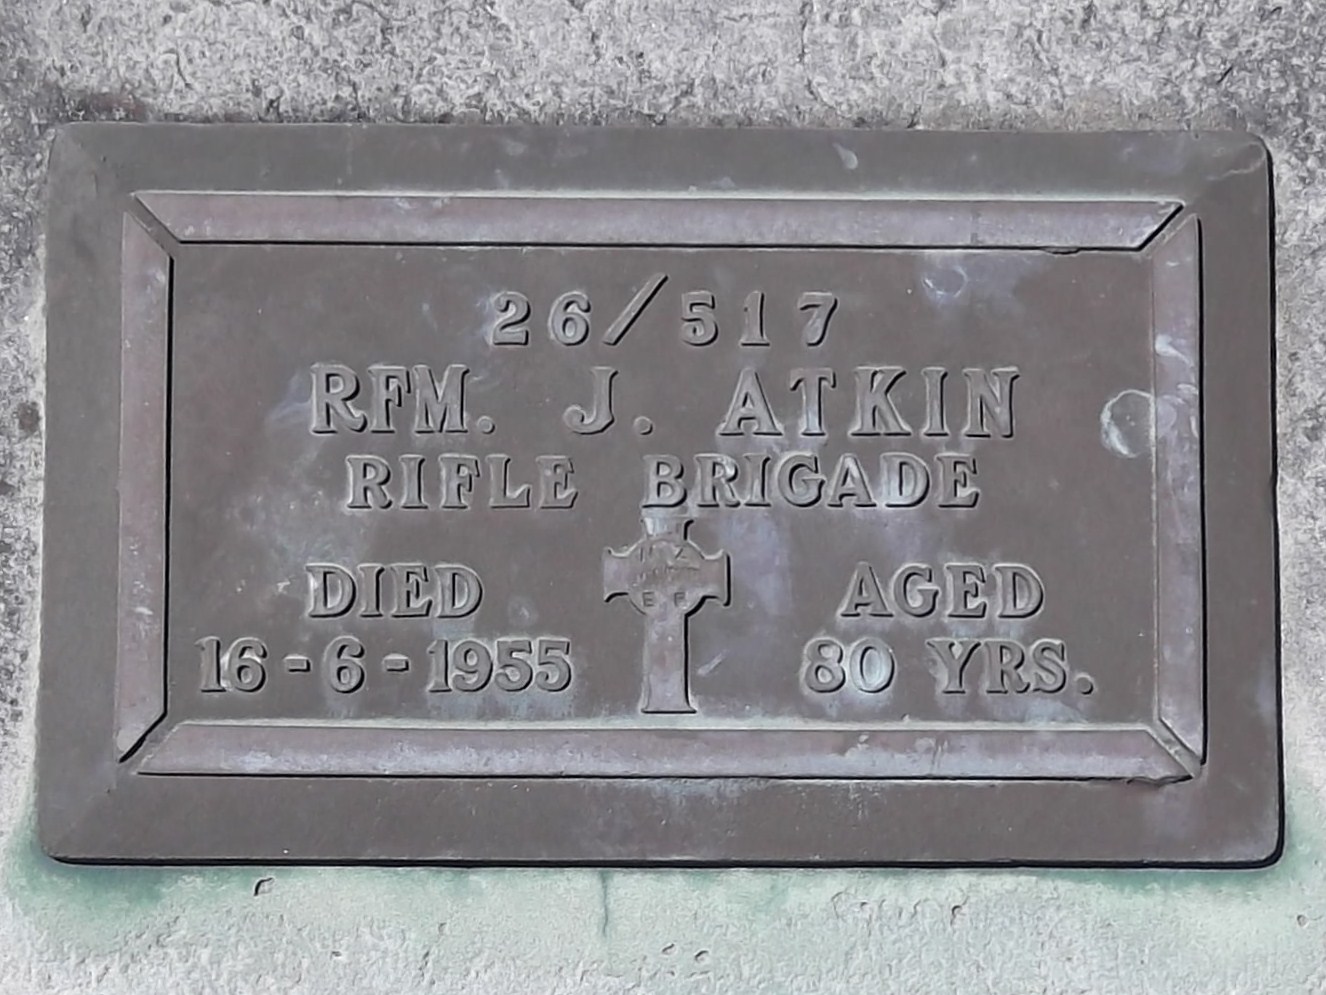 26/517
RFM. J. ATKIN
RIFLE BRIGADE
N Z
E F
DIED AGED
16-6-1955 80 YRS.